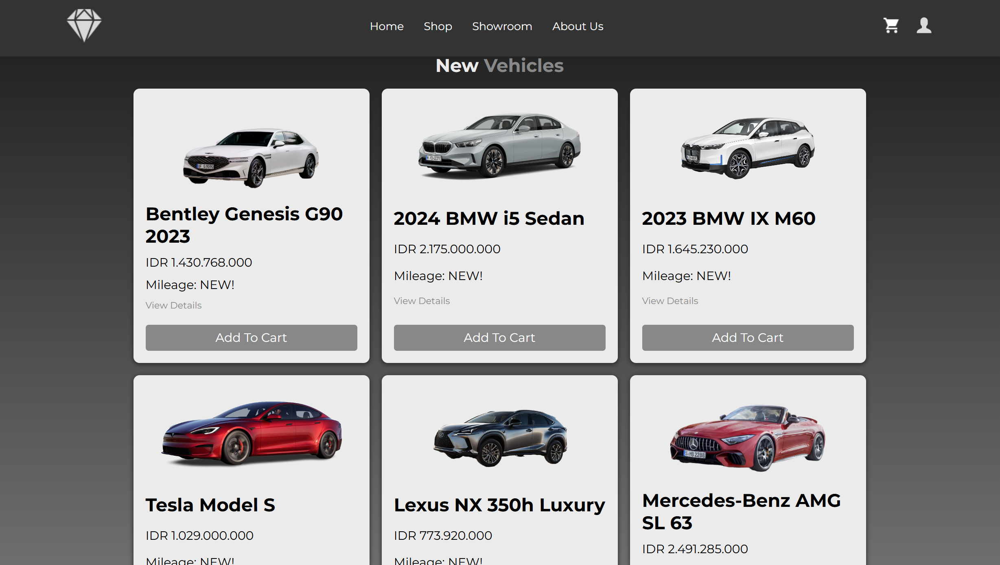 Home Shop Showroom About Us
New Vehicles
OF G 9090
Bentley Genesis G90
2023
IDR 1.430.768.000
Mileage: NEW!
View Details
Add To Cart
2024 BMW i5 Sedan
IDR 2.175.000.000
Mileage: NEW!
View Details
Add To Cart
2023 BMW IX M60
IDR 1.645.230.000
Mileage: NEW!
View Details
Add To Cart
Tesla Model S
IDR 1.029.000.000
Mileage: NEW!
Lexus NX 350h Luxury
IDR 773.920.000
Mileage: NEW!
S MB 2288
Mercedes-Benz AMG
SL 63
IDR 2.491.285.000